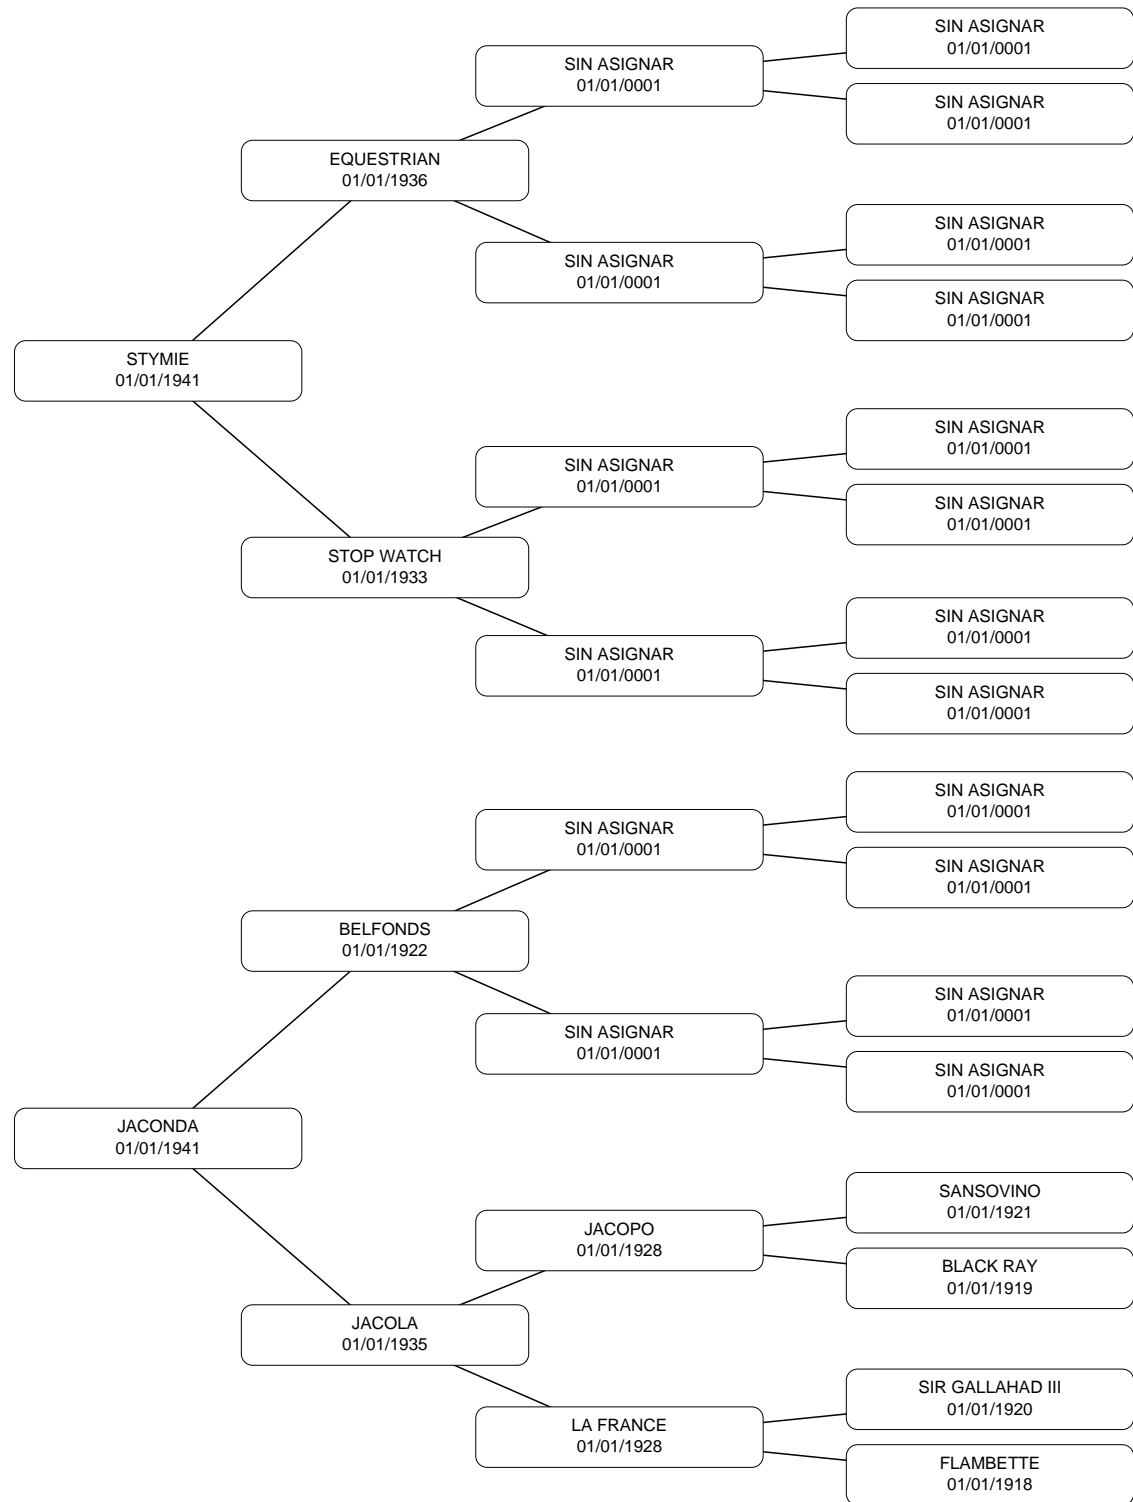 SIN ASIGNAR
01/01/0001
SIN ASIGNAR
01/01/0001
SIN ASIGNAR
01/01/0001
EQUESTRIAN
01/01/1936
SIN ASIGNAR
01/01/0001
SIN ASIGNAR
01/01/0001
SIN ASIGNAR
01/01/0001
STYMIE
01/01/1941
SIN ASIGNAR
01/01/0001
SIN ASIGNAR
01/01/0001
SIN ASIGNAR
01/01/0001
STOP WATCH
01/01/1933
SIN ASIGNAR
01/01/0001
SIN ASIGNAR
01/01/0001
SIN ASIGNAR
01/01/0001
SIN ASIGNAR
01/01/0001
SIN ASIGNAR
01/01/0001
SIN ASIGNAR
01/01/0001
BELFONDS
01/01/1922
SIN ASIGNAR
01/01/0001
SIN ASIGNAR
01/01/0001
SIN ASIGNAR
01/01/0001
JACONDA
01/01/1941
SANSOVINO
01/01/1921
JACOPO
01/01/1928
BLACK RAY
01/01/1919
JACOLA
01/01/1935
SIR GALLAHAD III
01/01/1920
LA FRANCE
01/01/1928
FLAMBETTE
01/01/1918